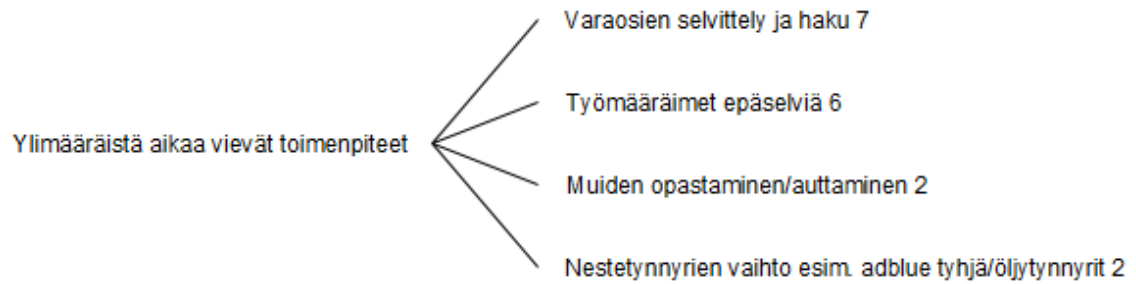 Varaosien selvittely ja haku 7
Työmääräimet epäselviä 6
Ylimääräistä aikaa vievät toimenpiteet
Muiden opastaminen/auttaminen 2
Nestetynnyrien vaihto esim. adblue tyhjä/öljytynnyrit 2